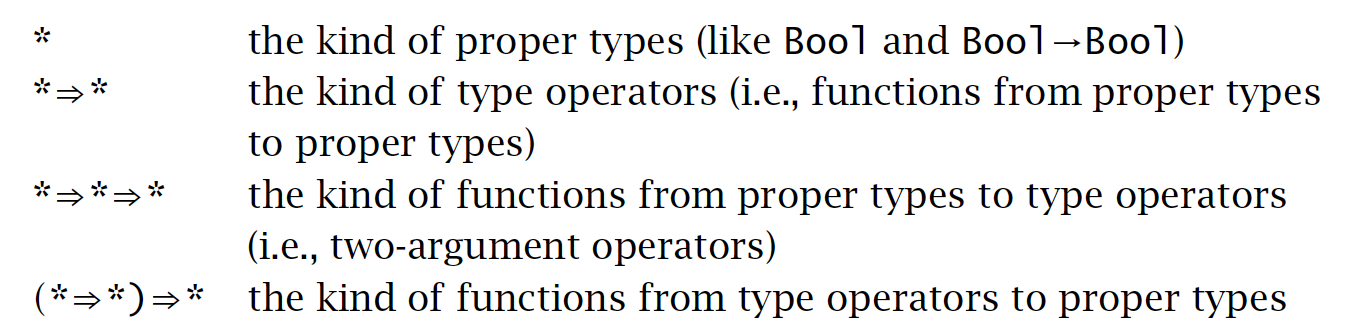 * the kind of proper types (like Bool and Bool→Bool)
*⇒* the kind of type operators (i.e., functions from proper types
to proper types)
*⇒*⇒* the kind of functions from proper types to type operators
(i.e., two-argument operators)
(*⇒*)⇒* the kind of functions from type operators to proper types